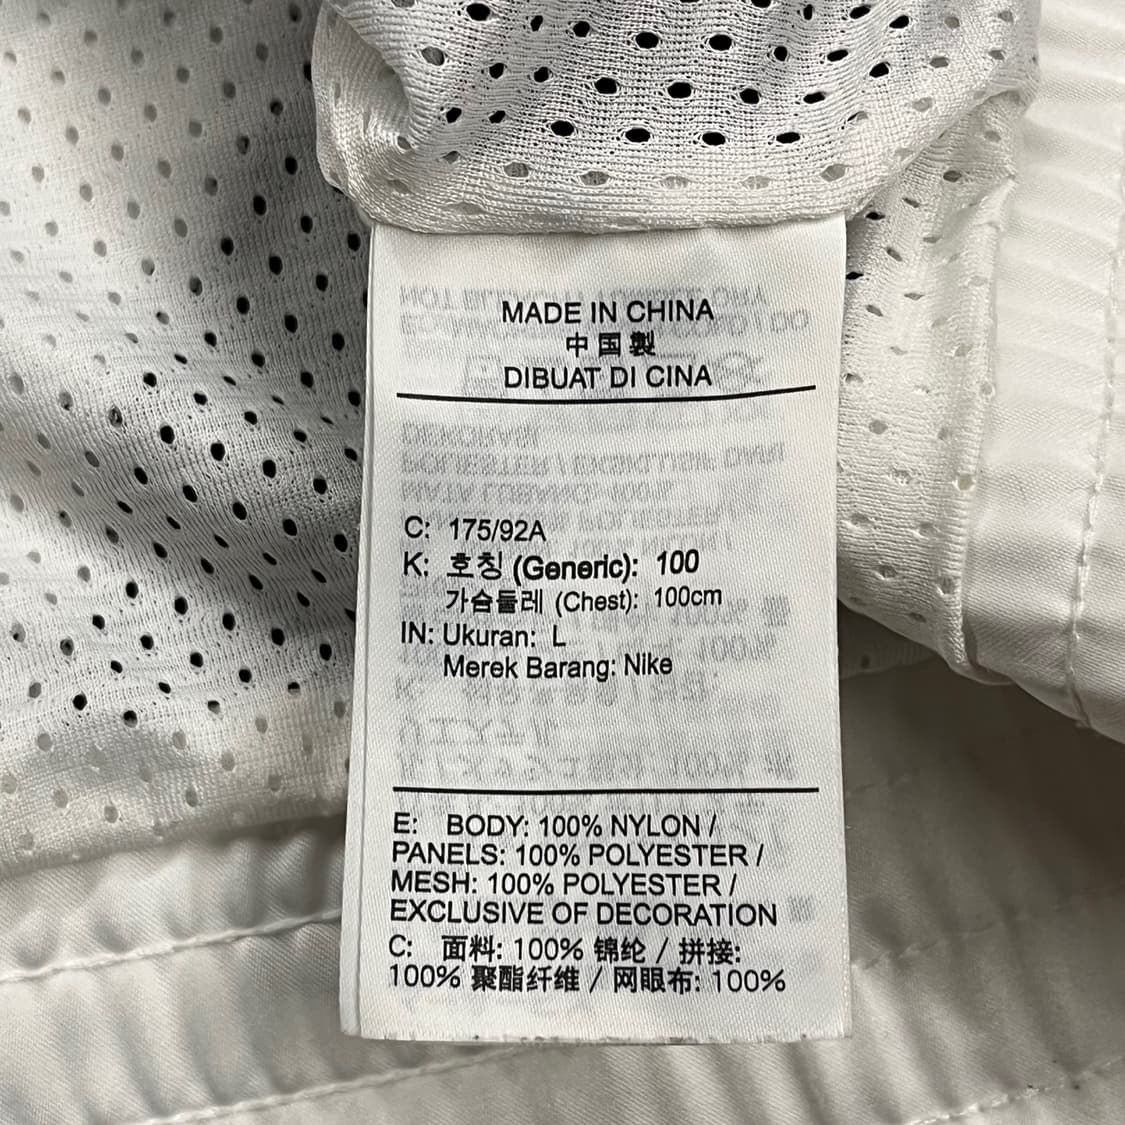 MADE IN CHINA
中国製
DIBUAT DI CINA
C: 175/92A
K: 호칭 (Generic): 100
가슴둘레 (Chest): 100cm
IN: Ukuran: L
Merek Barang: Nike
E: BODY: 100% NYLON /
PANELS: 100% POLYESTER /
MESH: 100% POLYESTER /
EXCLUSIVE OF DECORATION
C: 面料: 100% 锦纶 / 拼接:
100% 聚酯纤维 / 网眼布: 100%